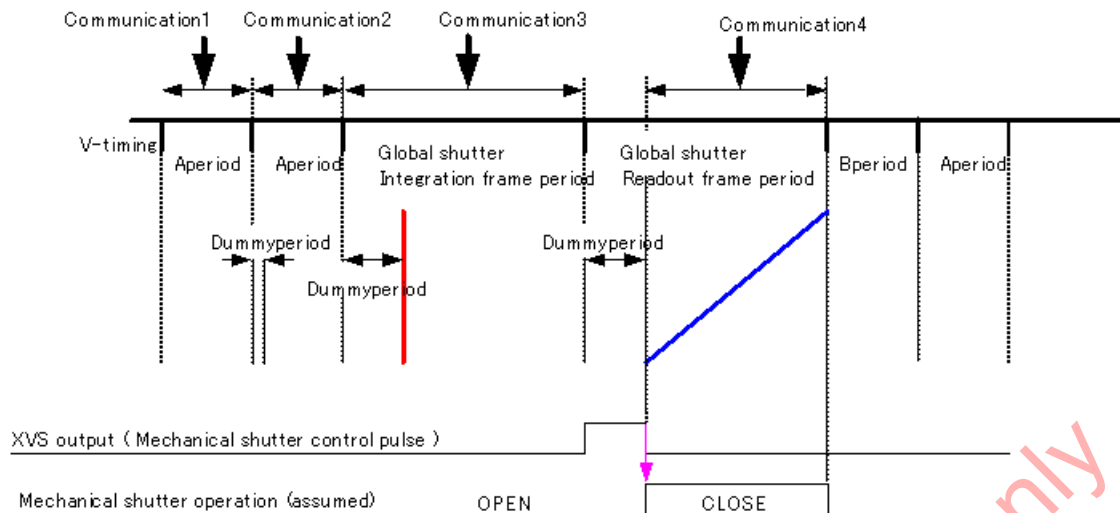 Communication1
Communication2
Communication3
Communication4
V-timing
Aperiod
Aperiod
Global shutter
Integration frame period
Global shutter
Readout frame period
Bperiod
Aperiod
Dummyperiod
Dummyperiod
Dummyperiod
XVS output ( Mechanical shutter control pulse )
Mechanical shutter operation (assumed)
OPEN
CLOSE
only